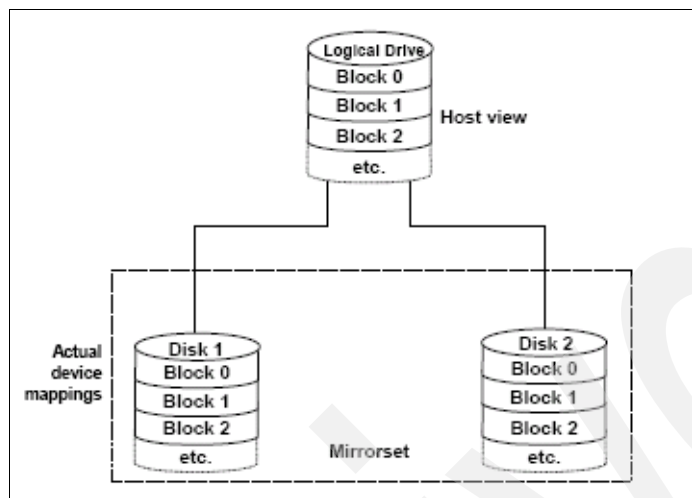 Logical Drive
Block 0
Block 1
Block 2
etc.
Host view
Actual
device
mappings
Disk 1
Block 0
Block 1
Block 2
etc.
Mirrorset
Disk 2
Block 0
Block 1
Block 2
etc.